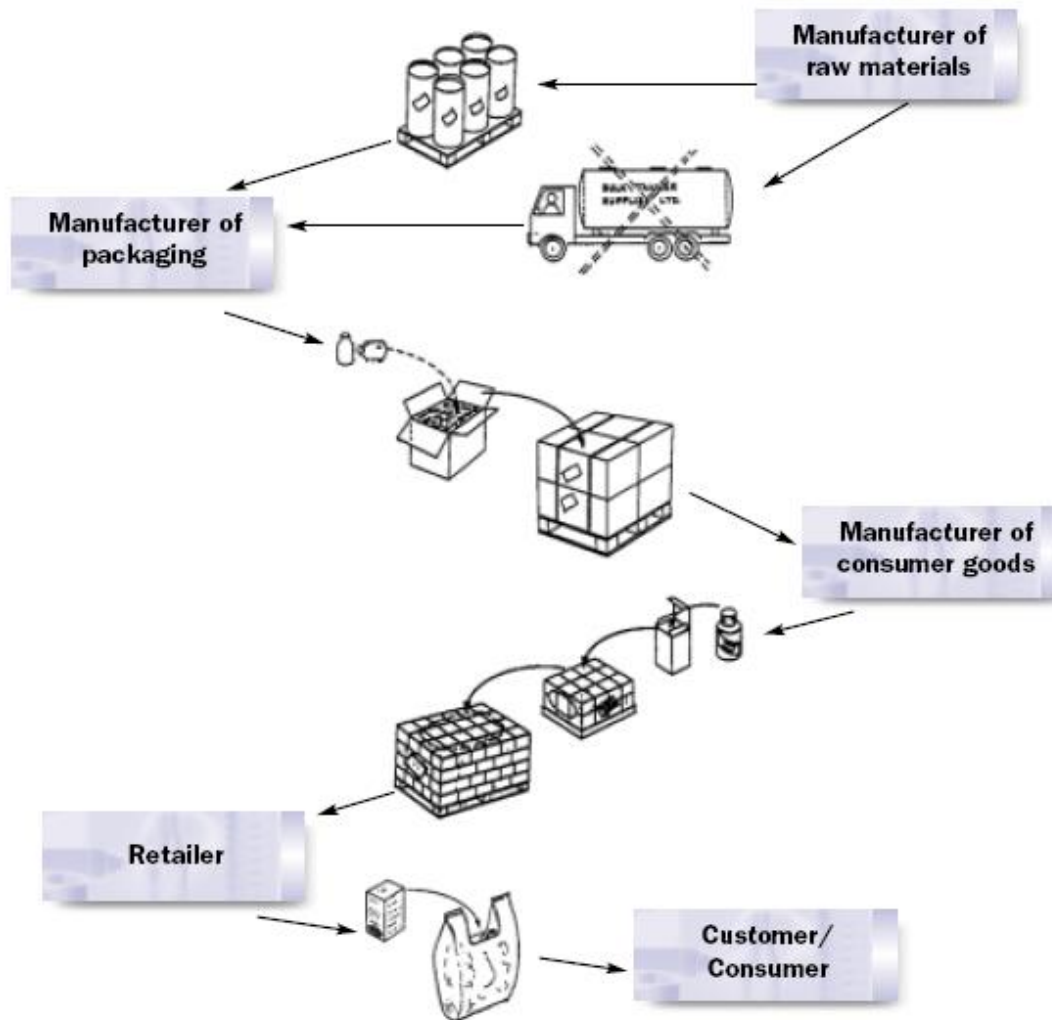 Manufacturer of
raw materials
Manufacturer of
packaging
Manufacturer of
consumer goods
Retailer
Customer/
Consumer